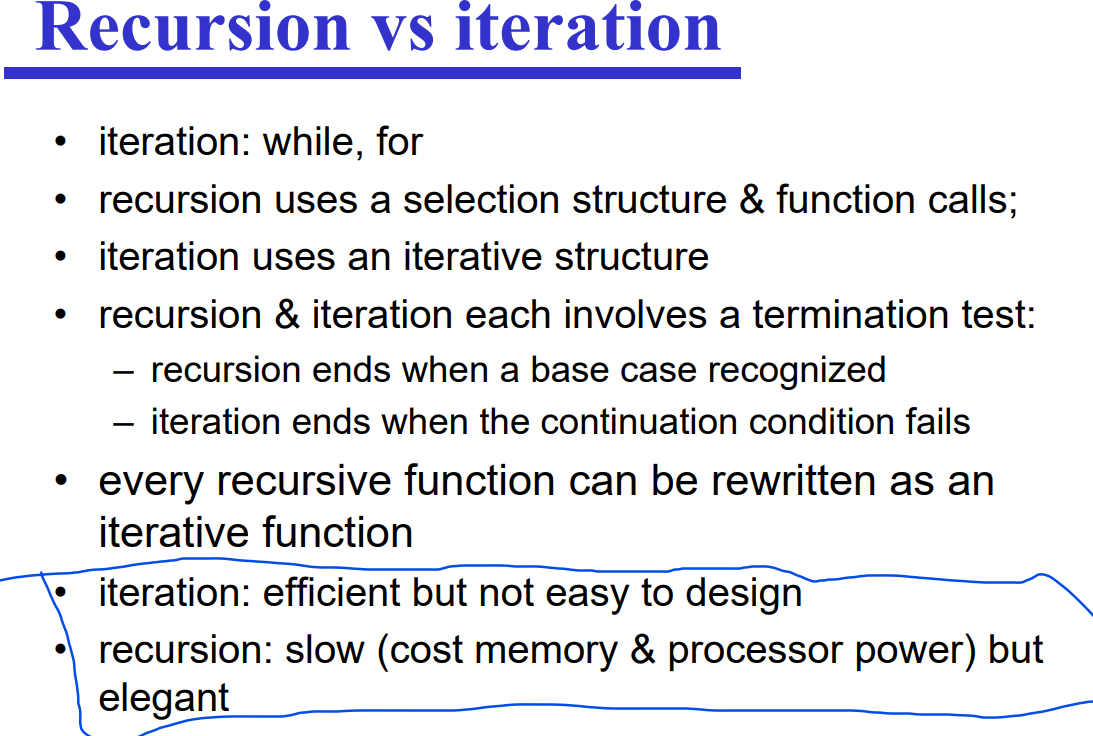 Recursion vs iteration
• iteration: while, for
• recursion uses a selection structure & function calls;
• iteration uses an iterative structure
• recursion & iteration each involves a termination test:
– recursion ends when a base case recognized
– iteration ends when the continuation condition fails
• every recursive function can be rewritten as an
iterative function
• iteration: efficient but not easy to design
• recursion: slow (cost memory & processor power) but
elegant